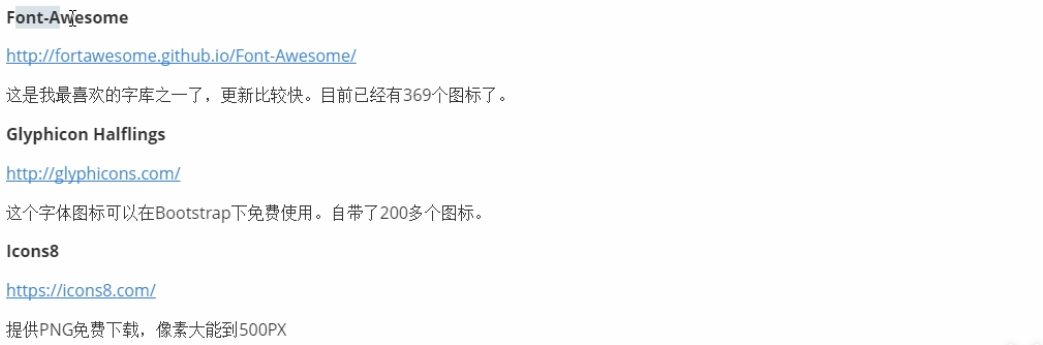 Font-Awesome
http://fortawesome.github.io/Font-Awesome/
这是我最喜欢的字库之一了，更新比较快。目前已经有369个图标了。
Glyphicon Halflings
http://glyphicons.com/
这个字体图标可以在Bootstrap下免费使用。自带了200多个图标。
Icons8
https://icons8.com/
提供PNG免费下载，像素大能到500PX